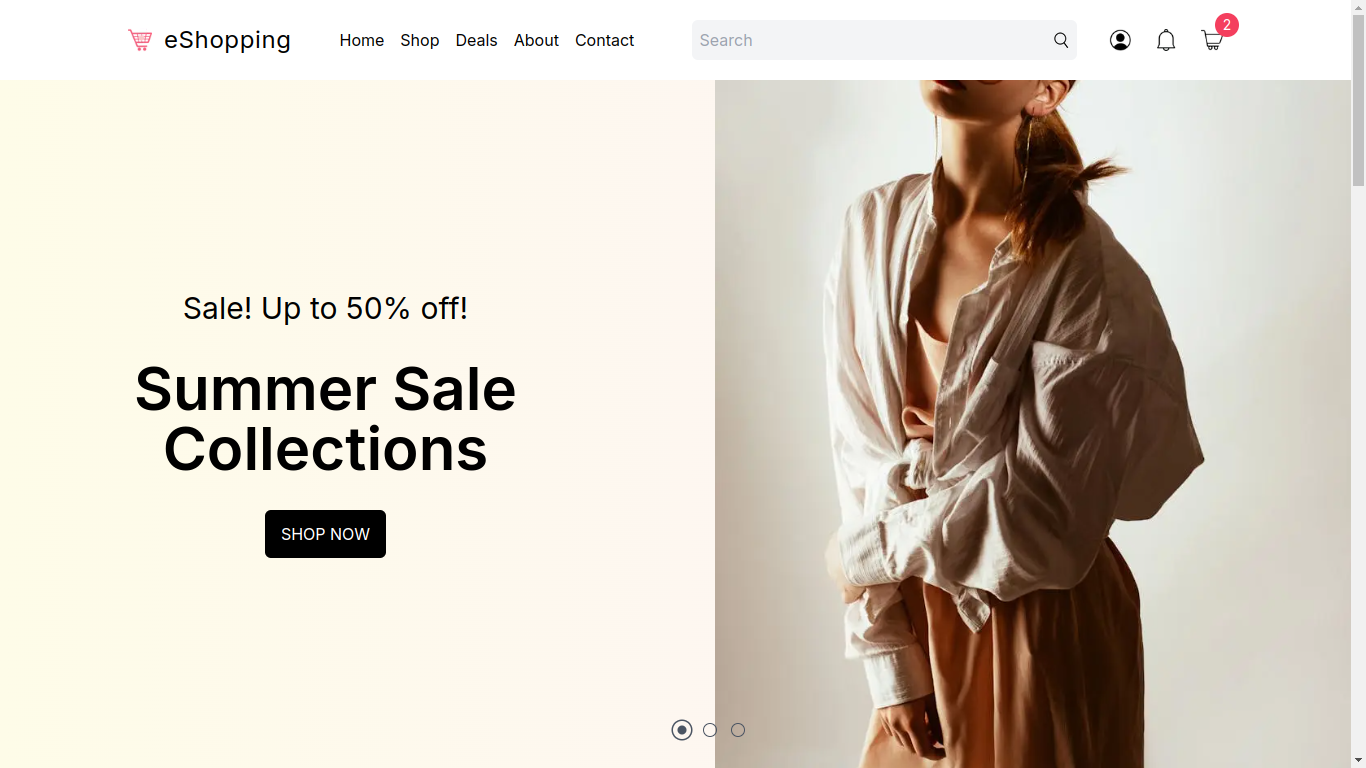 eShopping
Home Shop Deals About Contact
Search
2
Sale! Up to 50% off!
Summer Sale
Collections
SHOP NOW